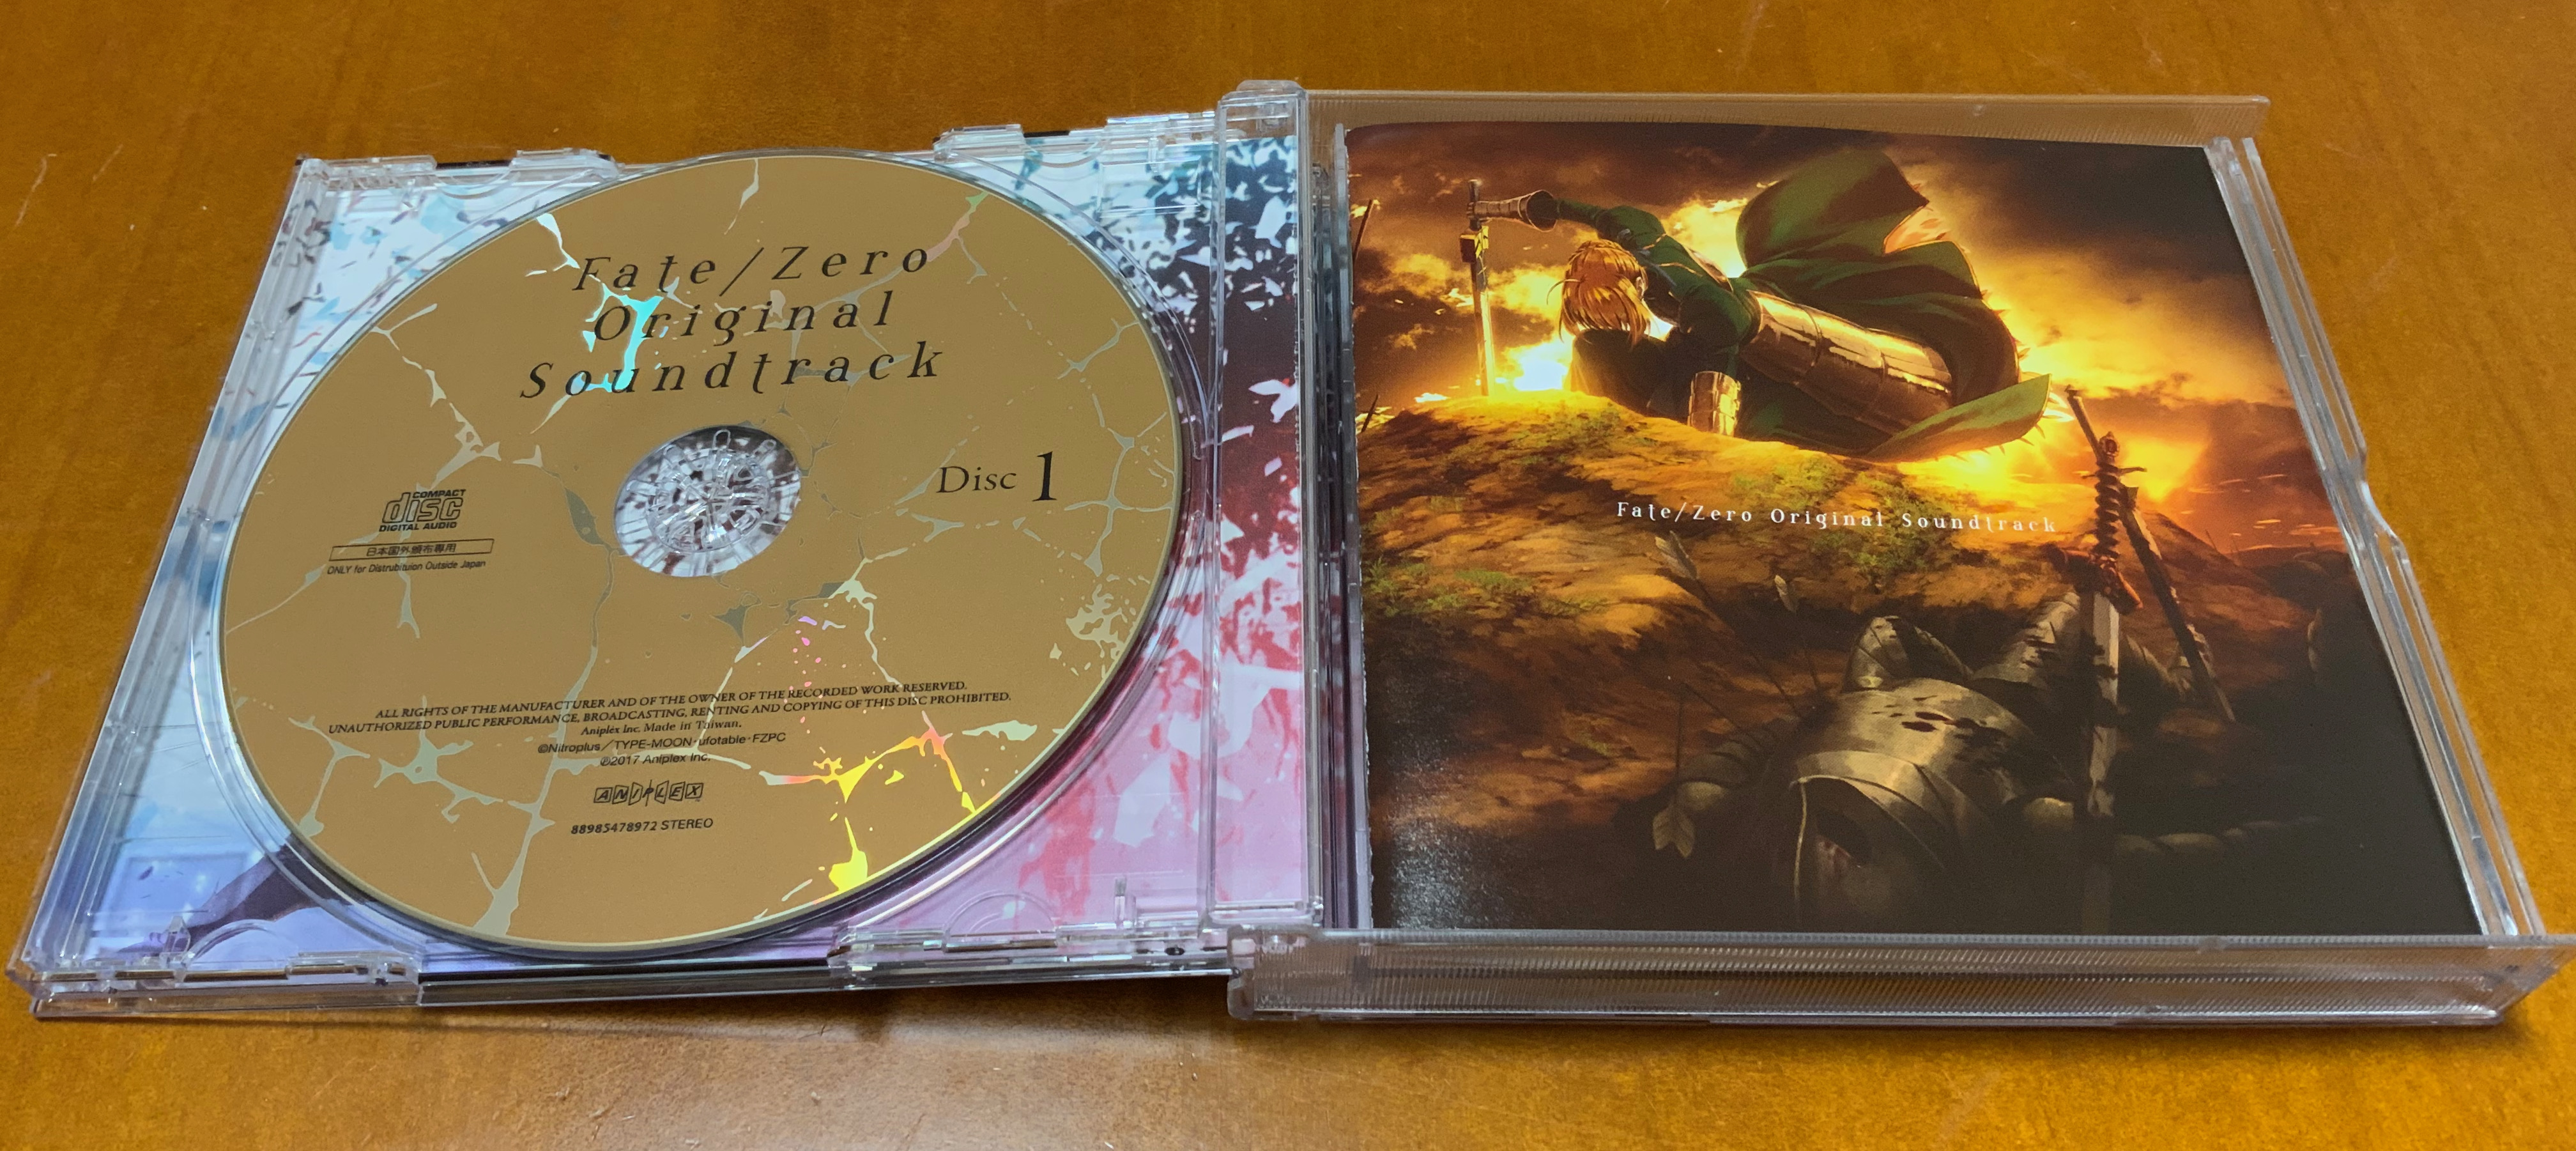 Fate/Zero
Original
Soundtrack
Disc 1
COMPACT
disc
DIGITAL AUDIO
日本国外頒布専用
ONLY for Distrubituion Outside Japan
ALL RIGHTS OF THE MANUFACTURER AND OF THE OWNER OF THE RECORDED WORK RESERVED.
UNAUTHORIZED PUBLIC PERFORMANCE, BROADCASTING, RENTING AND COPYING OF THIS DISC PROHIBITED.
Aniplex Inc. Made in Taiwan.
©Nitroplus／TYPE-MOON・ufotable・FZPC
℗2017 Aniplex Inc.
ANIPLEX
88985478972 STEREO
Fate/Zero Original Soundtrack